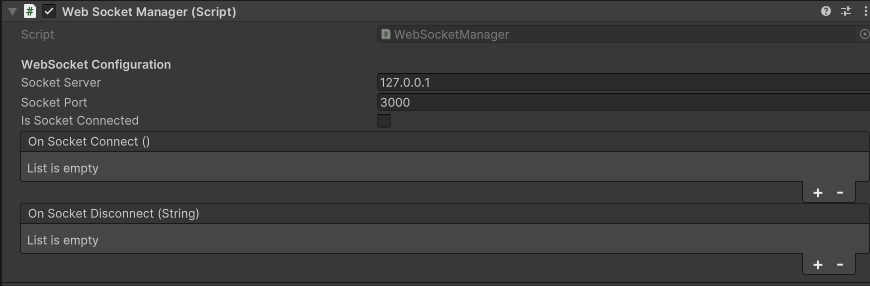 Web Socket Manager (Script)
Script WebSocketManager
WebSocket Configuration
Socket Server 127.0.0.1
Socket Port 3000
Is Socket Connected
On Socket Connect ()
List is empty
+ -
On Socket Disconnect (String)
List is empty
+ -